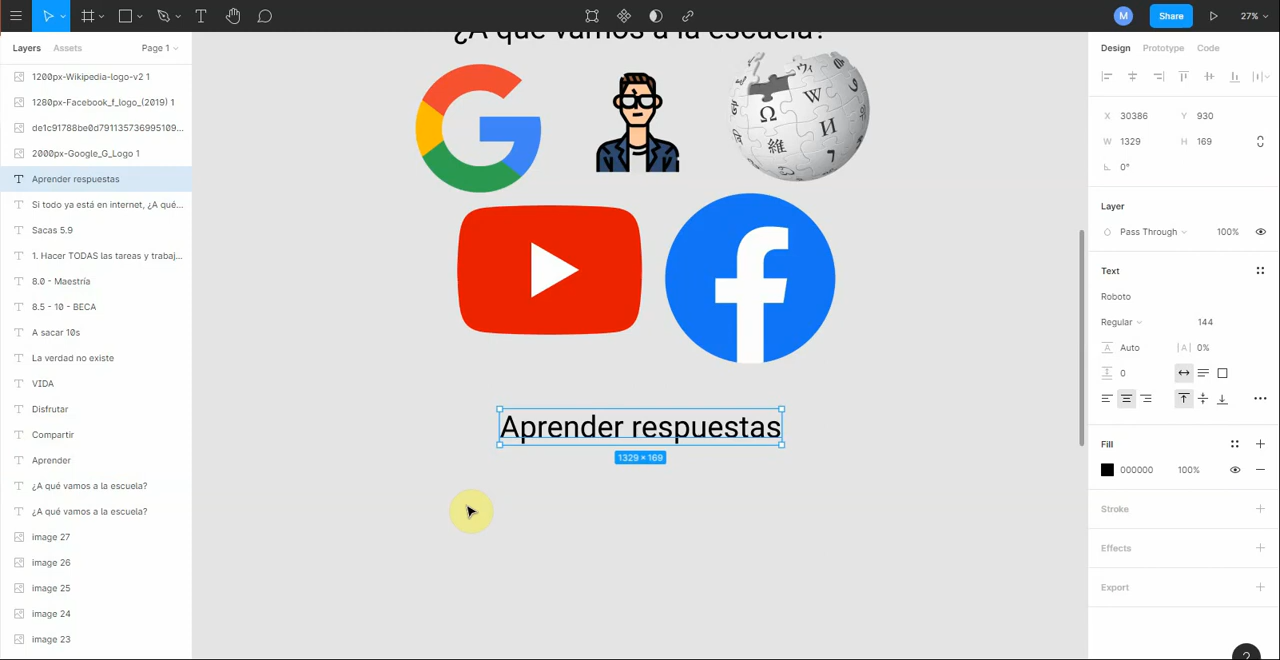 M
Share
27%
Layers
Assets
Page 1
Design
Prototype
Code
1200px-Wikipedia-logo-v2 1
1280px-Facebook_f_logo_(2019) 1
de1c91788be0d791135736995109...
2000px-Google_G_Logo 1
Aprender respuestas
Si todo ya está en internet, ¿A qué...
Sacas 5.9
1. Hacer TODAS las tareas y trabaj...
8.0 - Maestría
8.5 - 10 - BECA
A sacar 10s
La verdad no existe
VIDA
Disfrutar
Compartir
Aprender
¿A qué vamos a la escuela?
¿A qué vamos a la escuela?
image 27
image 26
image 25
image 24
image 23
¿A qué vamos a la escuela?
Ω
W
И
維
7
Aprender respuestas
1329 × 169
X 30386
Y 930
W 1329
H 169
0°
Layer
Pass Through
100%
Text
Roboto
Regular
144
A Auto
|A| 0%
0
Fill
000000
100%
Stroke
Effects
Export
?